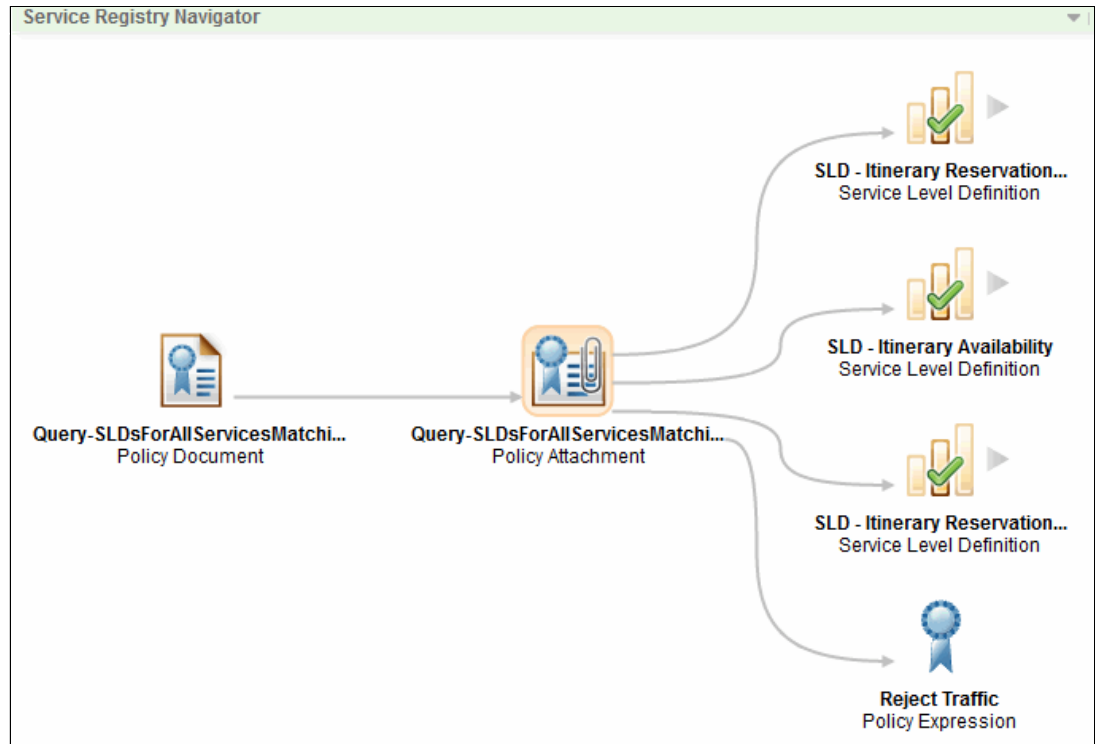 Service Registry Navigator
SLD - Itinerary Reservation...
Service Level Definition
SLD - Itinerary Availability
Service Level Definition
Query-SLDsForAllServicesMatchi...
Policy Document
Query-SLDsForAllServicesMatchi...
Policy Attachment
SLD - Itinerary Reservation...
Service Level Definition
Reject Traffic
Policy Expression